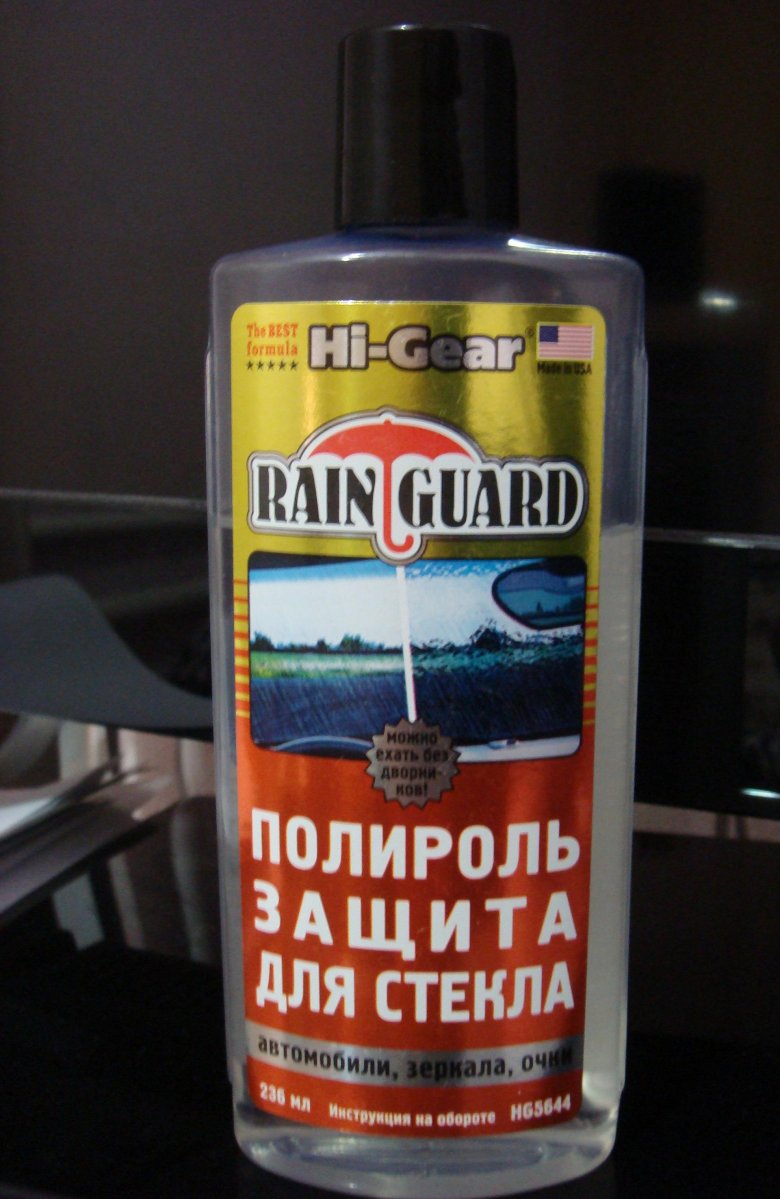 The BEST
formula
★★★★★
Hi-Gear®
Made in USA
RAIN GUARD
можно
ехать без
дворни-
ков!
ПОЛИРОЛЬ
ЗАЩИТА
ДЛЯ СТЕКЛА
автомобили, зеркала, очки
236 мл Инструкция на обороте HG5644